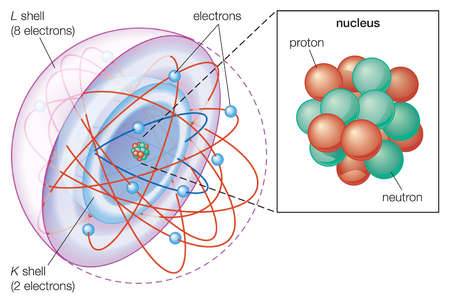 L shell
(8 electrons)
electrons
nucleus
proton
neutron
K shell
(2 electrons)